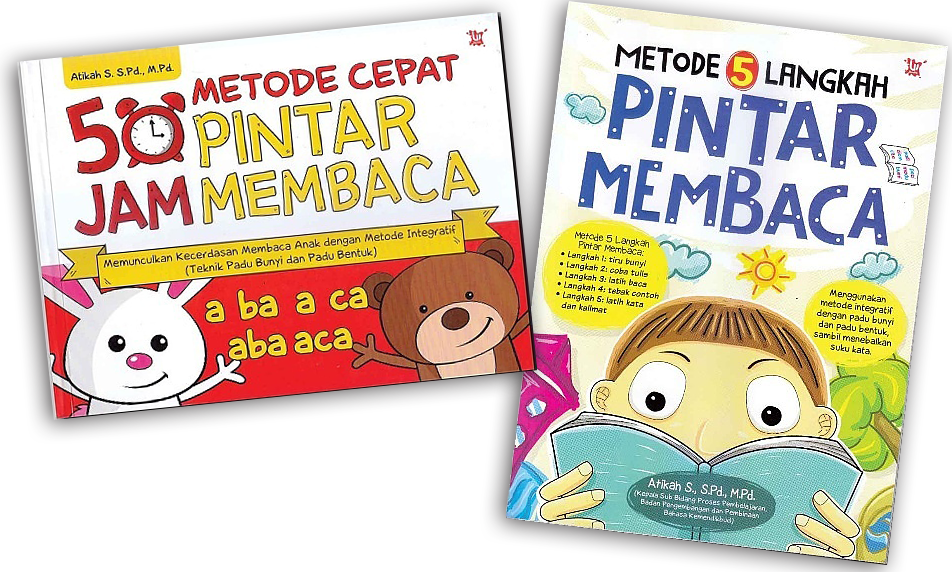 Atikah S. S.Pd., M.Pd.
METODE CEPAT
50 PINTAR
JAM MEMBACA
Memunculkan Kecerdasan Membaca Anak dengan Metode Integratif
(Teknik Padu Bunyi dan Padu Bentuk)
a ba a ca
aba aca
METODE 5 LANGKAH
PINTAR
MEMBACA
Metode 5 Langkah
Pintar Membaca:
• Langkah 1: tiru bunyi
• Langkah 2: coba tulis
• Langkah 3: latih baca
• Langkah 4: tebak contoh
• Langkah 5: latih kata
dan kalimat
Menggunakan
metode integratif
dengan padu bunyi
dan padu bentuk,
sambil menebalkan
suku kata.
Atikah S., S.Pd., M.Pd.
(Kepala Sub Bidang Proses Pembelajaran,
Badan Pengembangan dan Pembinaan
Bahasa Kemendikbud)